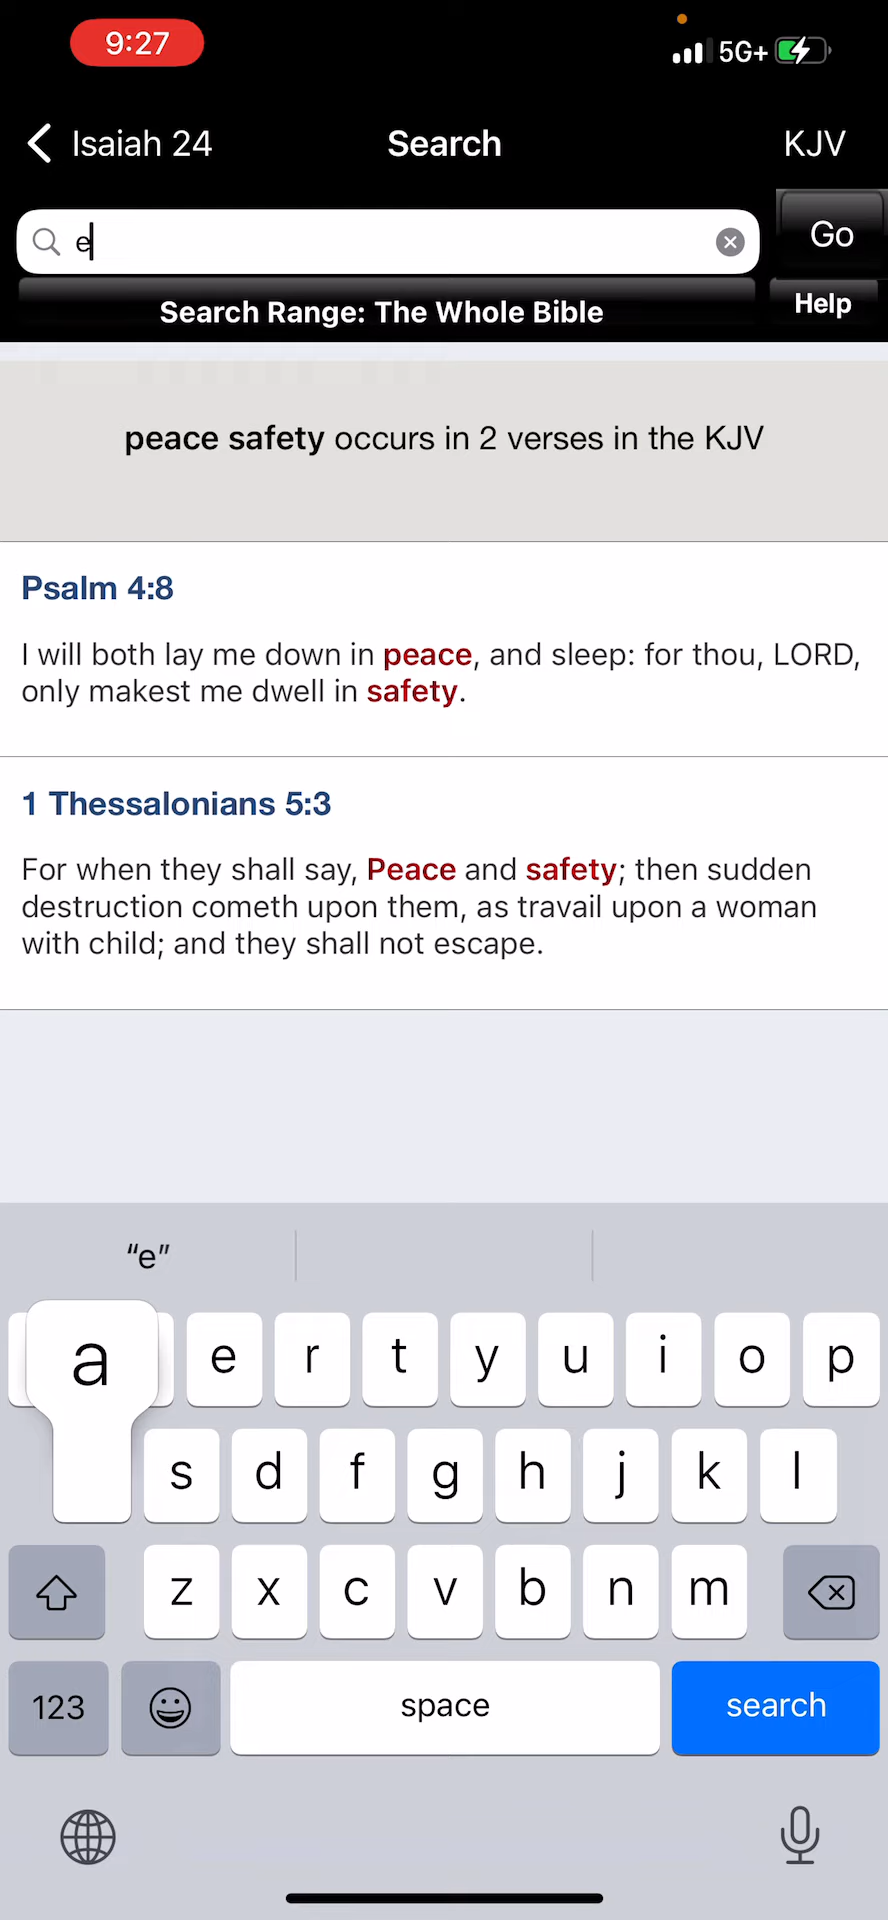 9:27
5G+
Isaiah 24
Search
KJV
e
Go
Search Range: The Whole Bible
Help
peace safety occurs in 2 verses in the KJV
Psalm 4:8
I will both lay me down in peace, and sleep: for thou, LORD,
only makest me dwell in safety.
1 Thessalonians 5:3
For when they shall say, Peace and safety; then sudden
destruction cometh upon them, as travail upon a woman
with child; and they shall not escape.
“e”
a e r t y u i o p
s d f g h j k l
z x c v b n m
123 space search